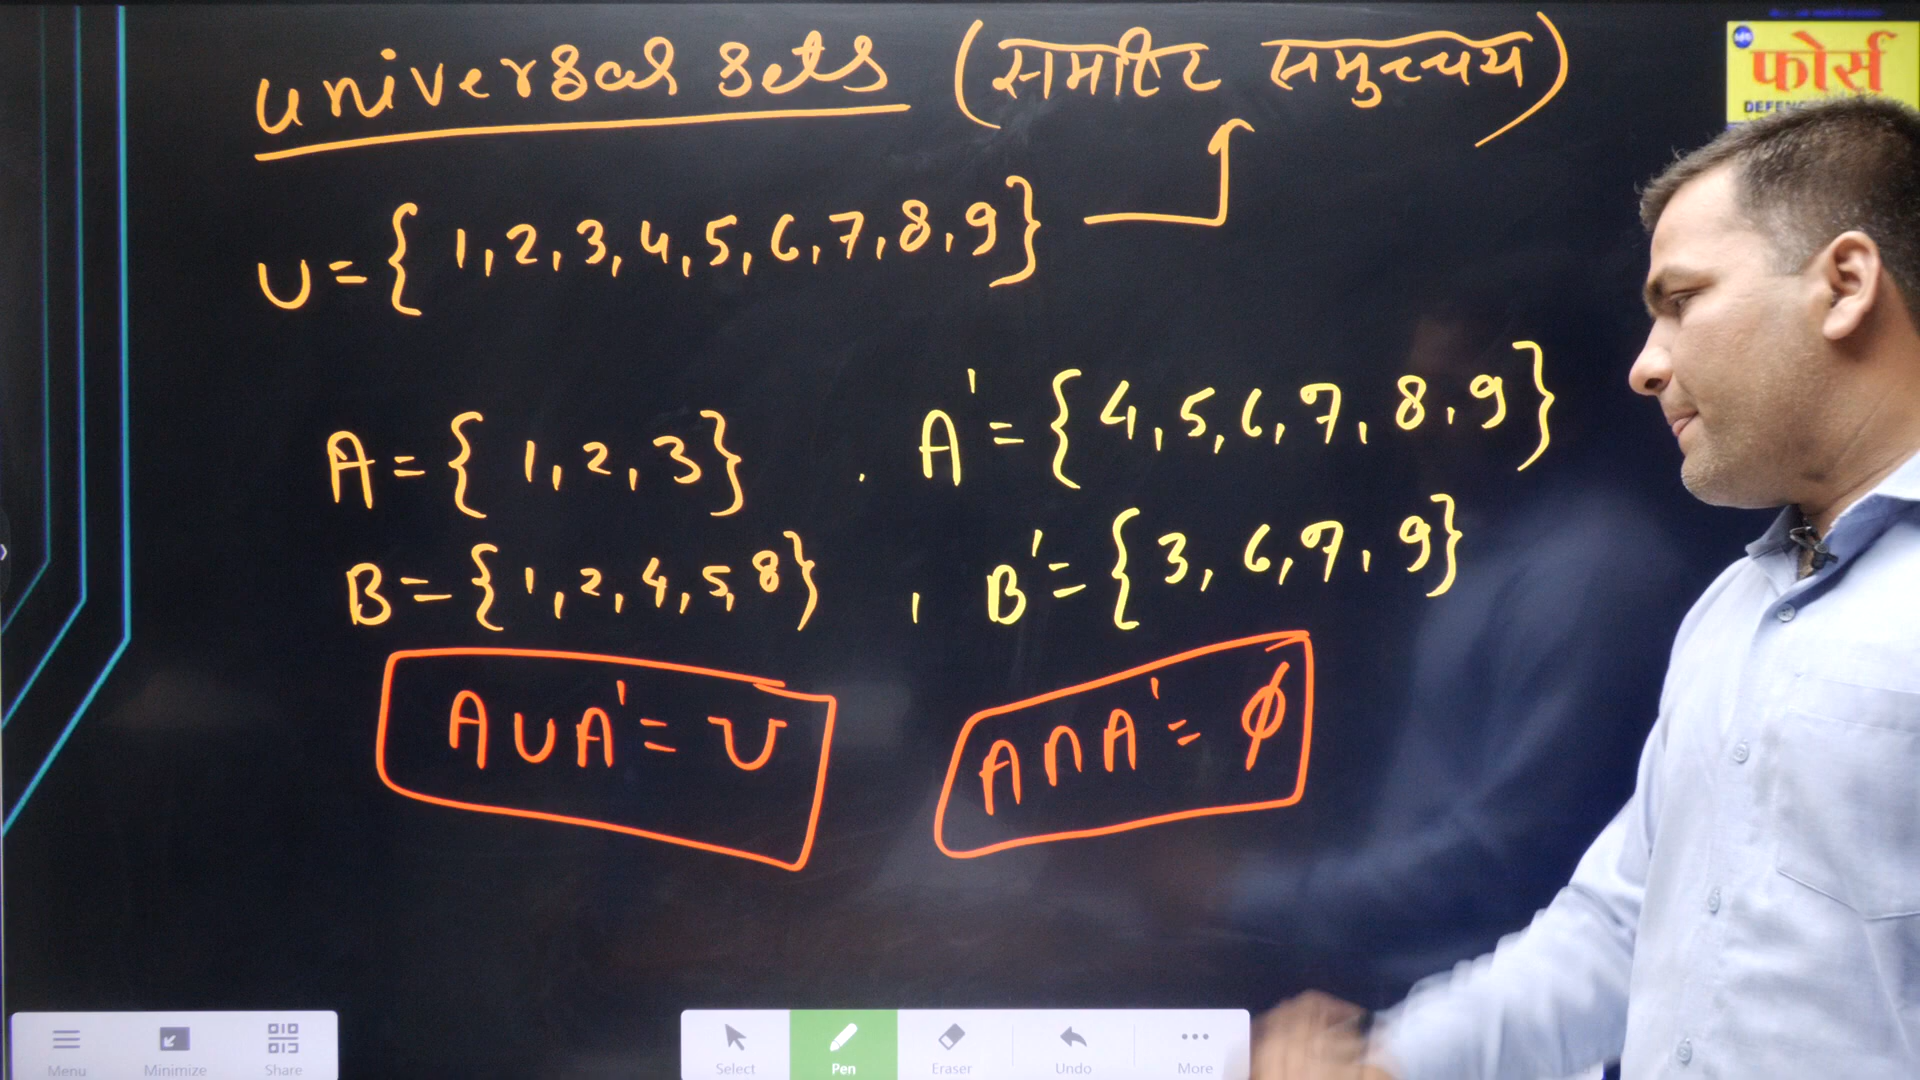 universal sets (समष्टि समुच्चय)
फोर्स
U = { 1, 2, 3, 4, 5, 6, 7, 8, 9 }
A = { 1, 2, 3 } , A' = { 4, 5, 6, 7, 8, 9 }
B = { 1, 2, 4, 5, 8 } , B' = { 3, 6, 7, 9 }
A ∪ A' = U
A ∩ A' = ϕ
Menu Minimize Share Select Pen Eraser Undo More